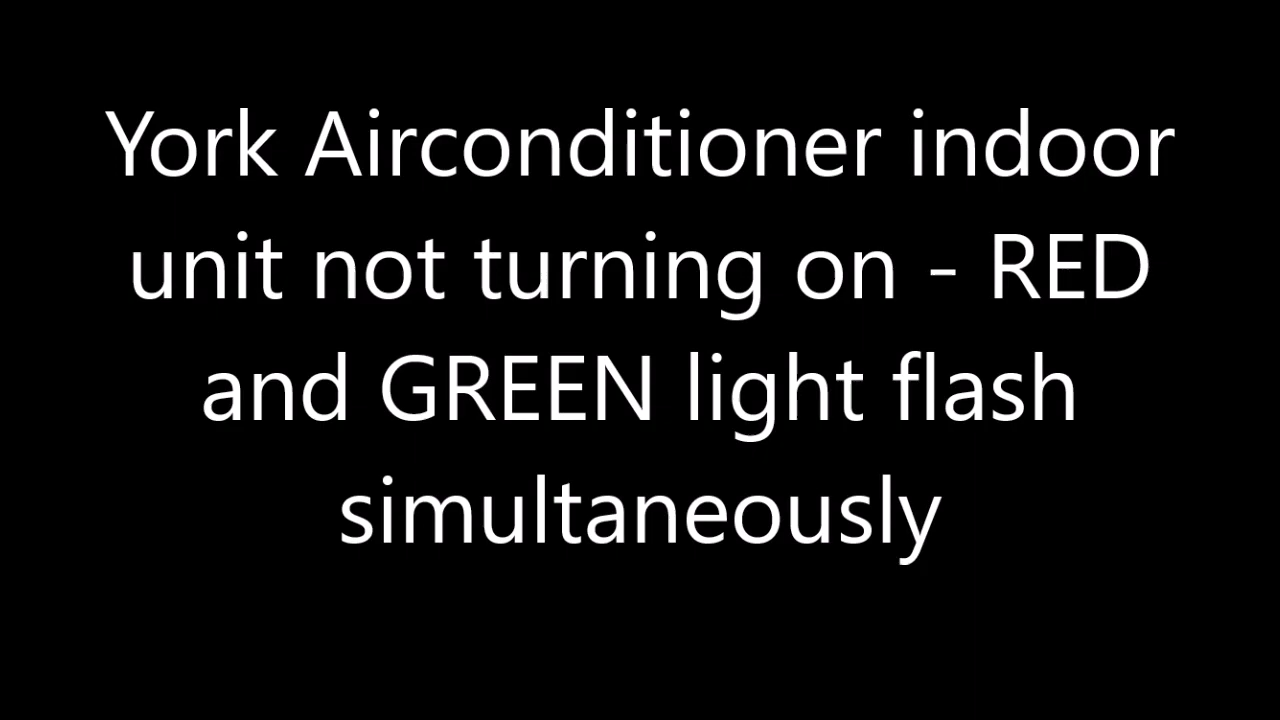 York Airconditioner indoor
unit not turning on - RED
and GREEN light flash
simultaneously